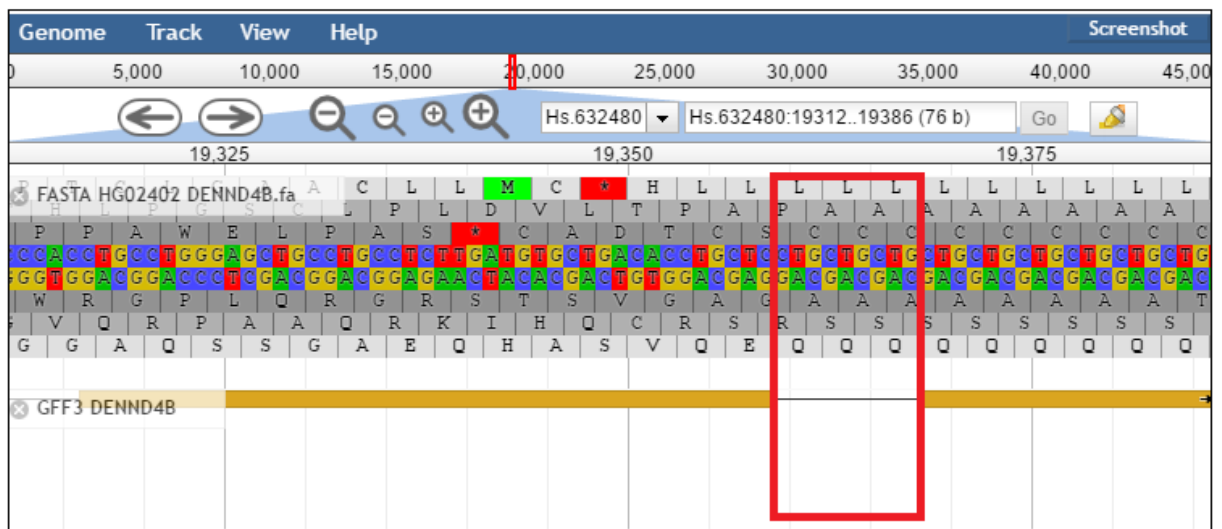 Genome Track View Help Screenshot
5,000 10,000 15,000 20,000 25,000 30,000 35,000 40,000 45,00
Hs.632480 Hs.632480:19312..19386 (76 b) Go
19,325 19,350 19,375
FASTA HG02402 DENND4B.fa
A C L L M C * H L L L L L L L L L L L
H L P G S C L P L D V L T P A P A A A A A A A A
P P A W E L P A S * C A D T C S C C C C C C C C C
CCACCTGCCTGGGAGCTGCCTGCCTCTTGATGTGCTGACACCTGCTCCTGCTGCTGCTGCTGCTGCTGCTGCTG
GGGTGGACGGACCCTCGACGGACGGAGAACTACACGACTGTGGACGAGGACGACGACGACGACGACGACGACGAC
W R G P L Q R G R S T S V G A G A A A A A A A A T
V Q R P A A Q R K I H Q C R S R S S S S S S S S
G G A Q S S G A E Q H A S V Q E Q Q Q Q Q Q Q Q Q
GFF3 DENND4B